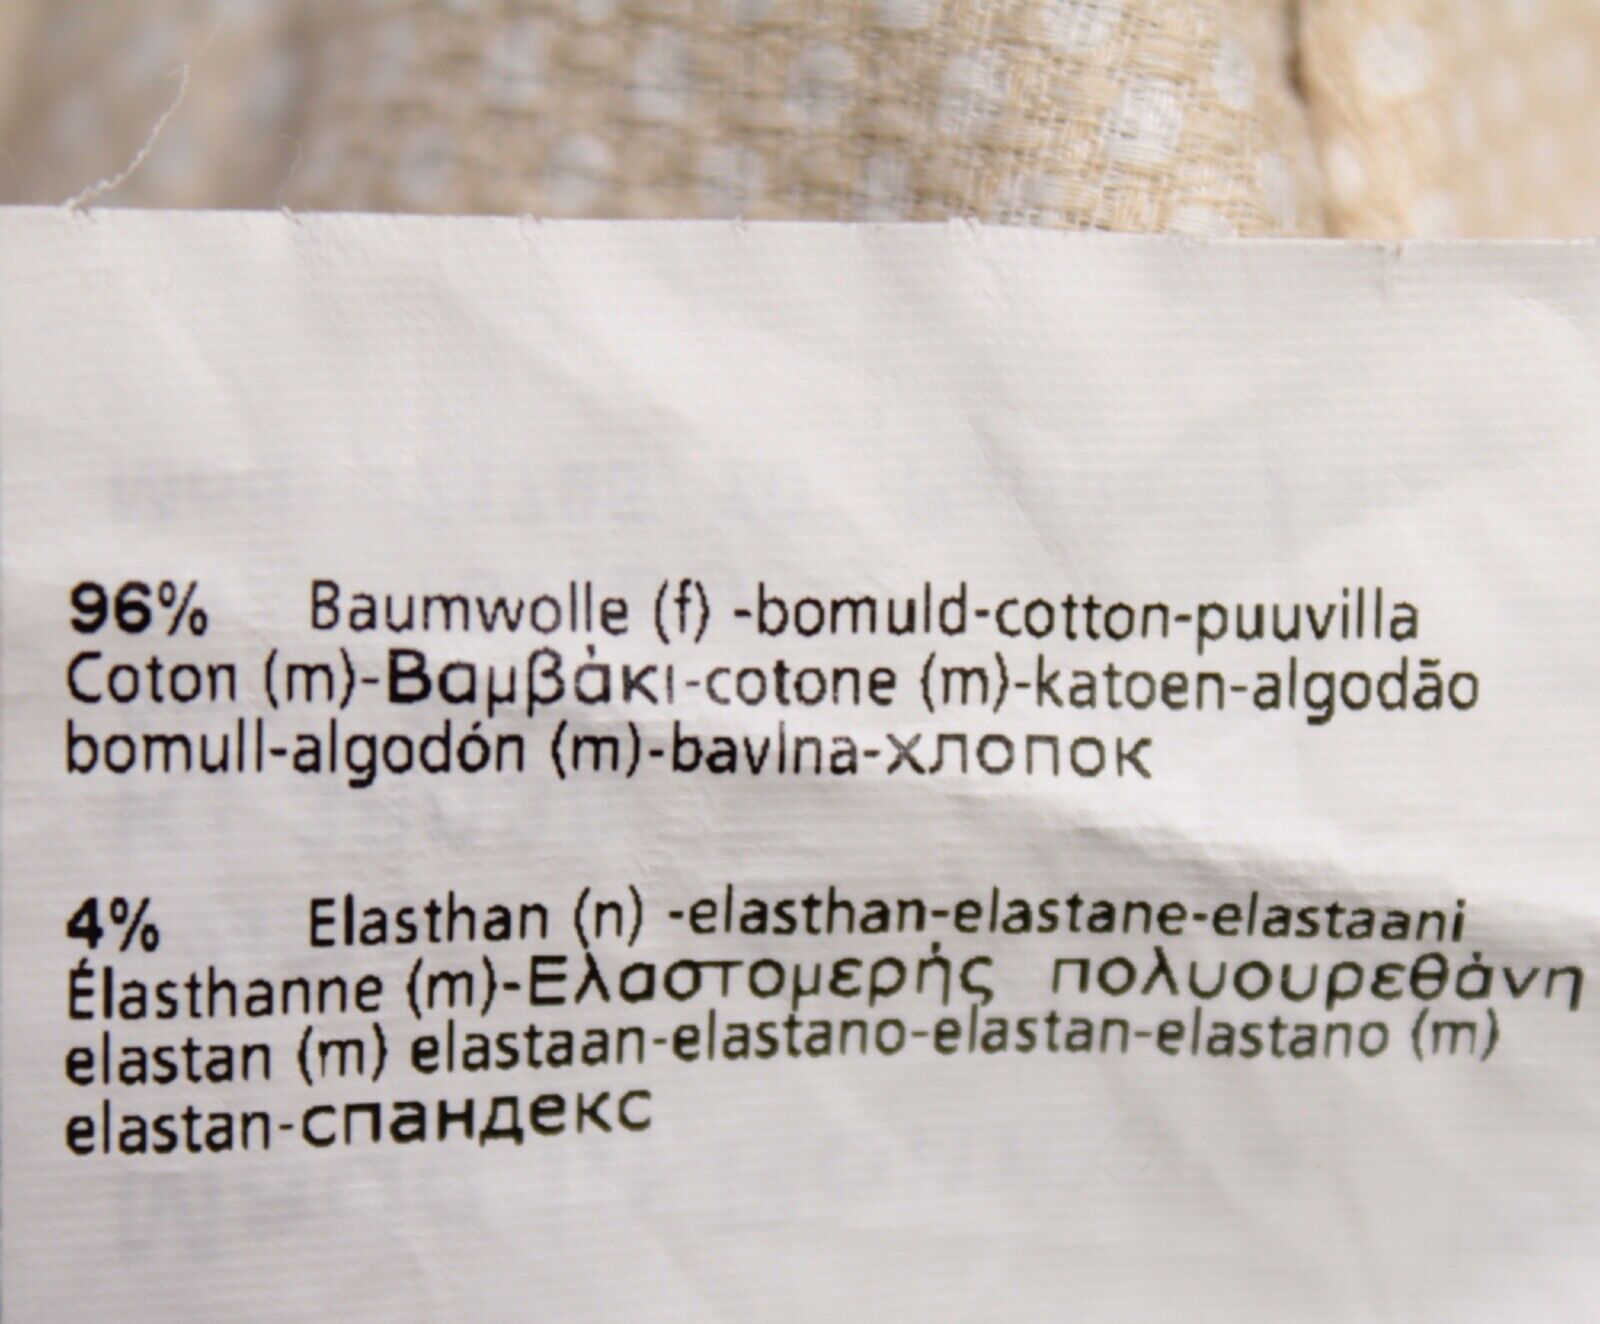 96% Baumwolle (f) -bomuld-cotton-puuvilla
Coton (m)-Βαμβάκι-cotone (m)-katoen-algodão
bomull-algodón (m)-bavlna-хлопок
4% Elasthan (n) -elasthan-elastane-elastaani
Élasthanne (m)-Ελαστομερής πολυουρεθάνη
elastan (m) elastaan-elastano-elastan-elastano (m)
elastan-спандекс